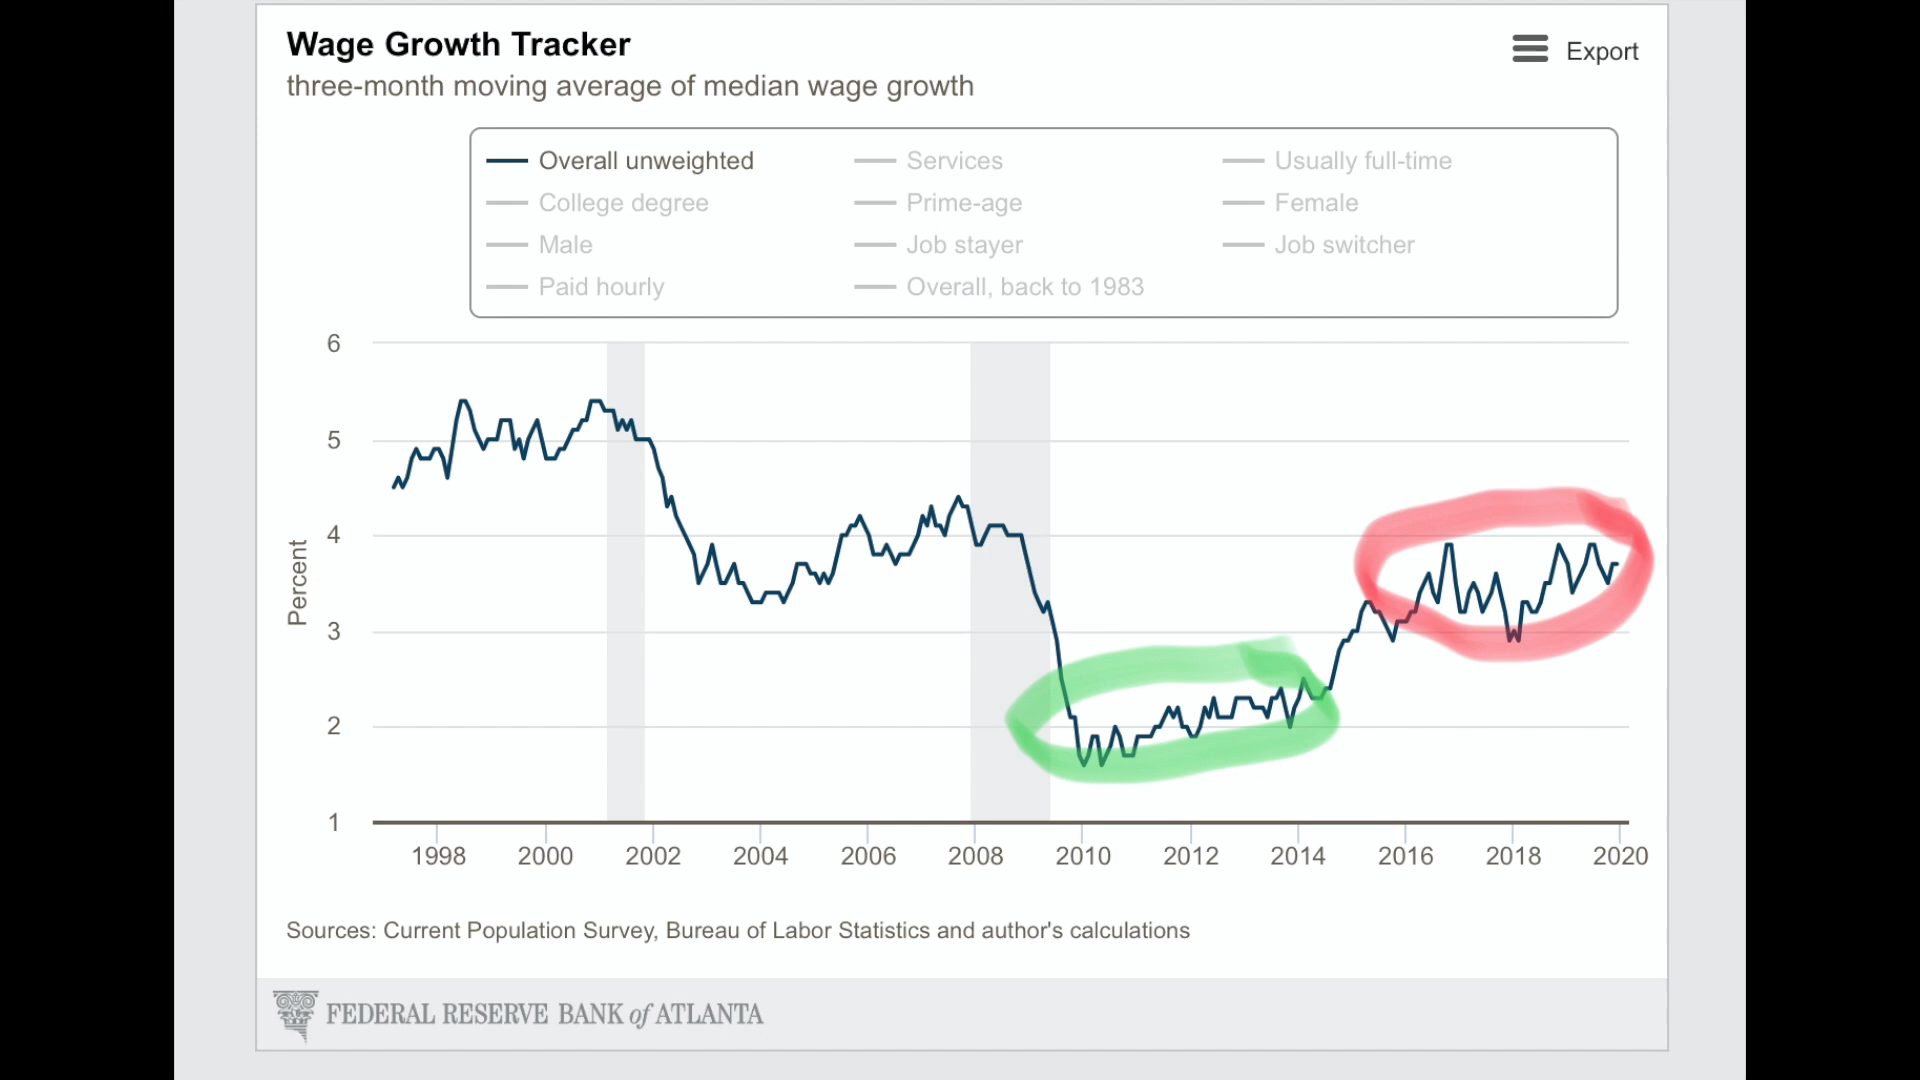 Wage Growth Tracker
Export
three-month moving average of median wage growth
Overall unweighted Services Usually full-time
College degree Prime-age Female
Male Job stayer Job switcher
Paid hourly Overall, back to 1983
6
5
4
3
2
1
Percent
1998 2000 2002 2004 2006 2008 2010 2012 2014 2016 2018 2020
Sources: Current Population Survey, Bureau of Labor Statistics and author's calculations
FEDERAL RESERVE BANK of ATLANTA